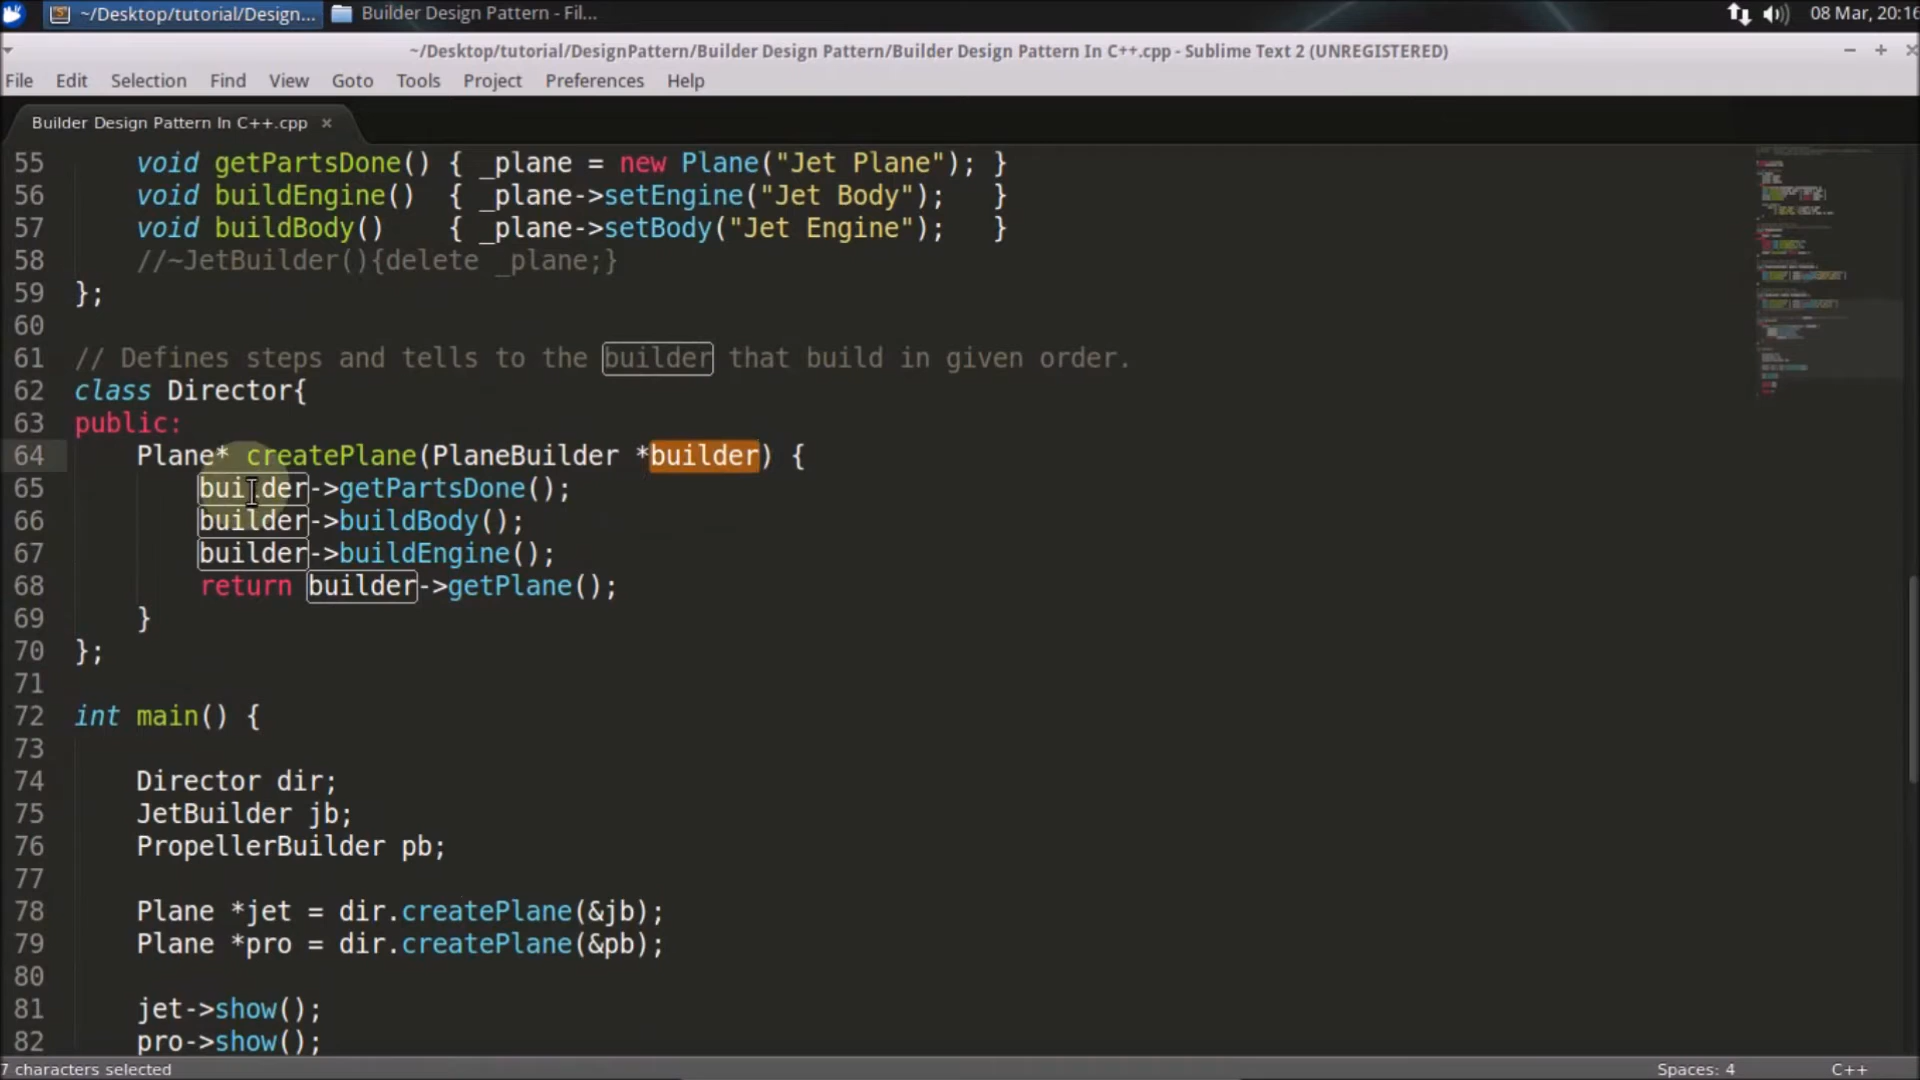 ~/Desktop/tutorial/Design... Builder Design Pattern - Fil... 08 Mar, 20:16
~/Desktop/tutorial/DesignPattern/Builder Design Pattern/Builder Design Pattern In C++.cpp - Sublime Text 2 (UNREGISTERED)
File Edit Selection Find View Goto Tools Project Preferences Help
Builder Design Pattern In C++.cpp ×
55 void getPartsDone() { _plane = new Plane("Jet Plane"); }
56 void buildEngine() { _plane->setEngine("Jet Body"); }
57 void buildBody() { _plane->setBody("Jet Engine"); }
58 //~JetBuilder(){delete _plane;}
59 };
60
61 // Defines steps and tells to the builder that build in given order.
62 class Director{
63 public:
64 Plane* createPlane(PlaneBuilder *builder) {
65 builder->getPartsDone();
66 builder->buildBody();
67 builder->buildEngine();
68 return builder->getPlane();
69 }
70 };
71
72 int main() {
73
74 Director dir;
75 JetBuilder jb;
76 PropellerBuilder pb;
77
78 Plane *jet = dir.createPlane(&jb);
79 Plane *pro = dir.createPlane(&pb);
80
81 jet->show();
82 pro->show();
7 characters selected Spaces: 4 C++